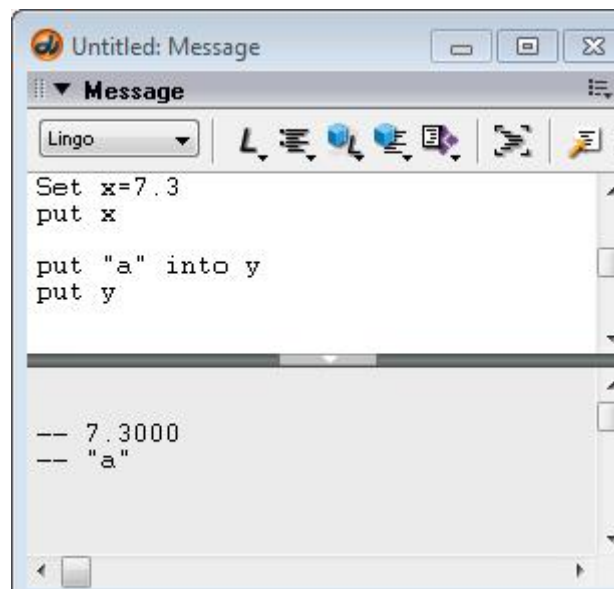 Untitled: Message
Message
Lingo
Set x=7.3
put x
put "a" into y
put y
-- 7.3000
-- "a"